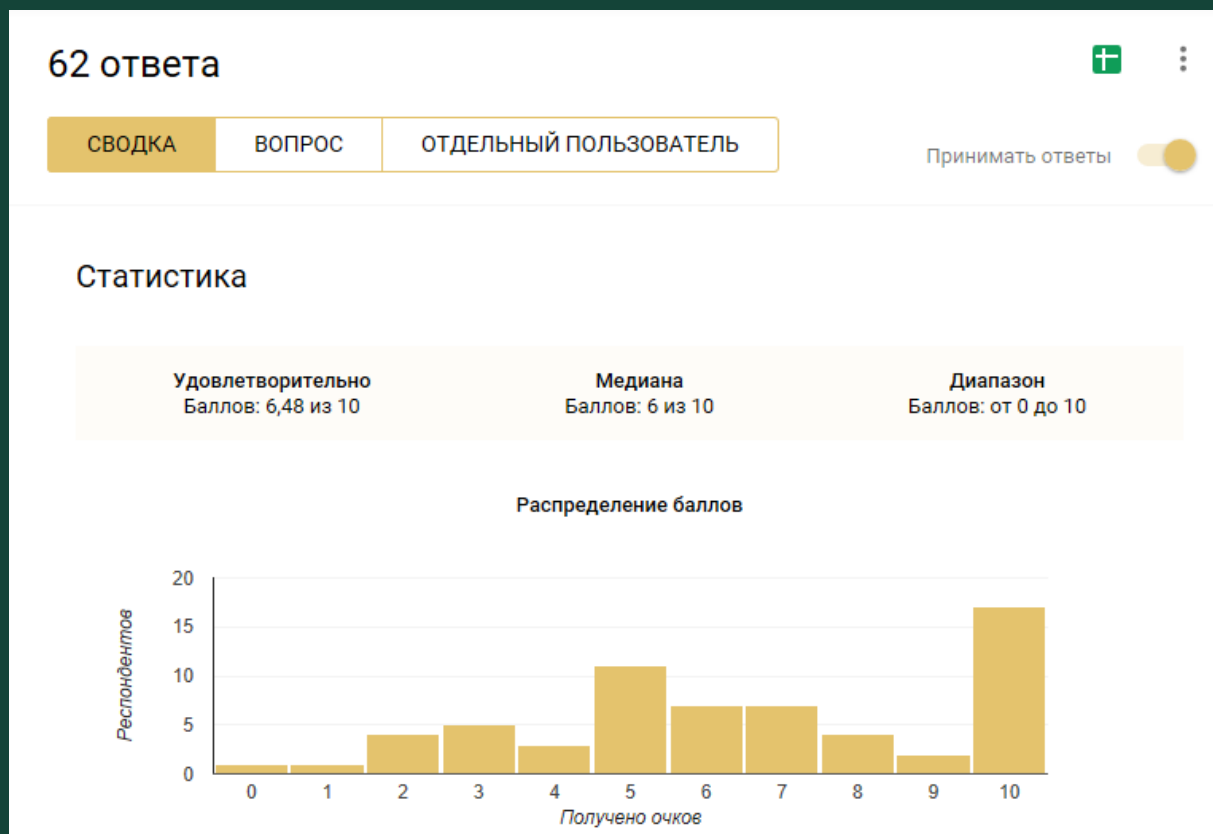 62 ответа
СВОДКА ВОПРОС ОТДЕЛЬНЫЙ ПОЛЬЗОВАТЕЛЬ
Принимать ответы
Статистика
Удовлетворительно Медиана Диапазон
Баллов: 6,48 из 10 Баллов: 6 из 10 Баллов: от 0 до 10
Распределение баллов
Респондентов
20
15
10
5
0
0 1 2 3 4 5 6 7 8 9 10
Получено очков